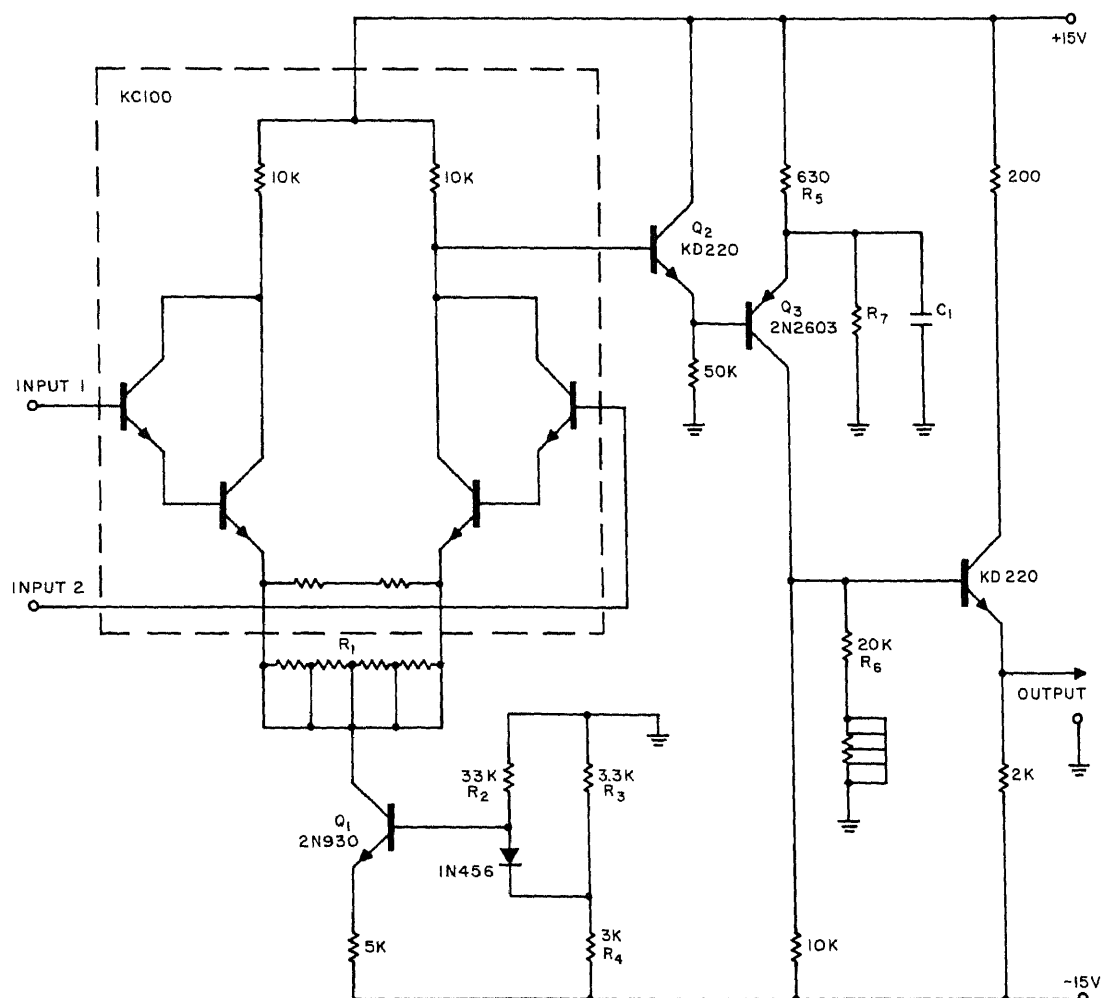 +15V
KC100
10K
10K
630
R5
200
Q2
KD220
Q3
2N2603
R7
C1
50K
INPUT 1
INPUT 2
KD220
R1
20K
R6
OUTPUT
33K
R2
3.3K
R3
2K
Q1
2N930
1N456
5K
3K
R4
10K
-15V